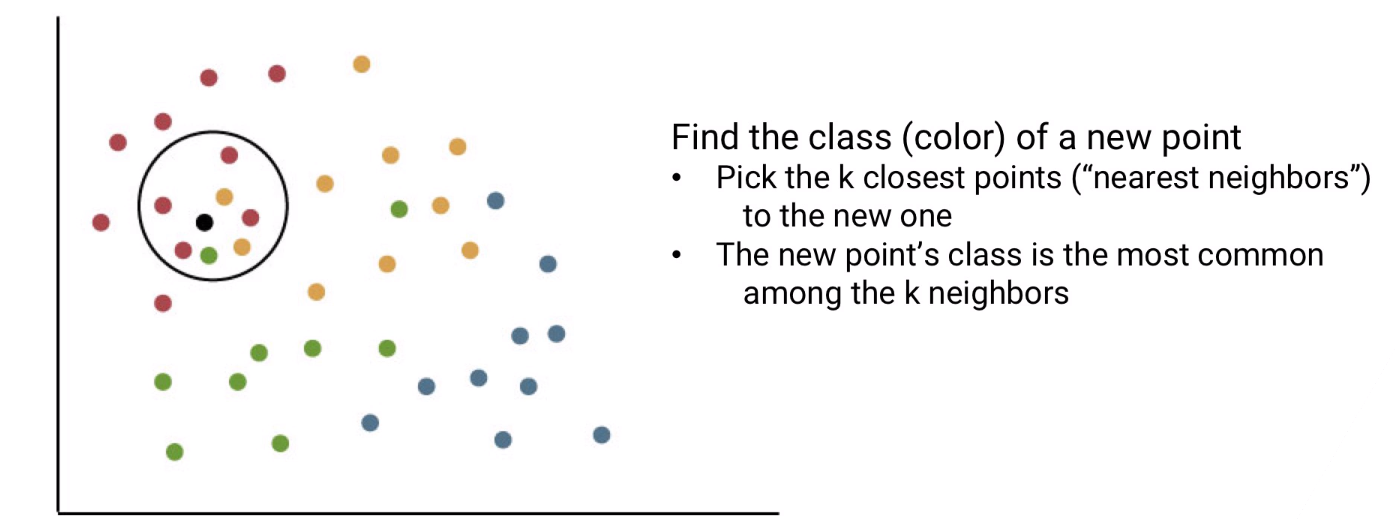 Find the class (color) of a new point
• Pick the k closest points (“nearest neighbors”)
to the new one
• The new point’s class is the most common
among the k neighbors